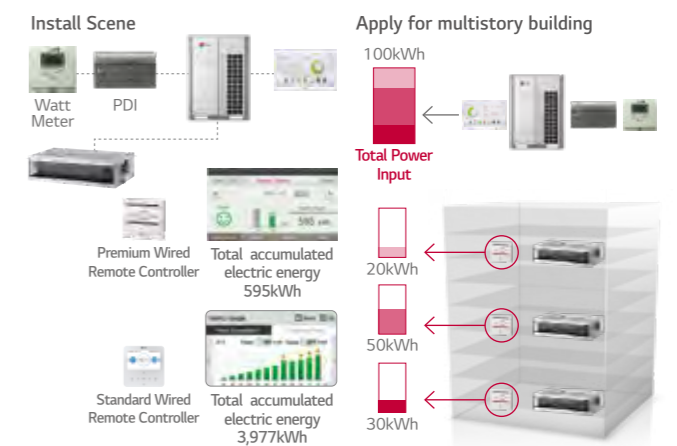 Install Scene
Watt
Meter
PDI
Premium Wired
Remote Controller
Total accumulated
electric energy
595kWh
Standard Wired
Remote Controller
Total accumulated
electric energy
3,977kWh
Apply for multistory building
100kWh
Total Power
Input
20kWh
50kWh
30kWh